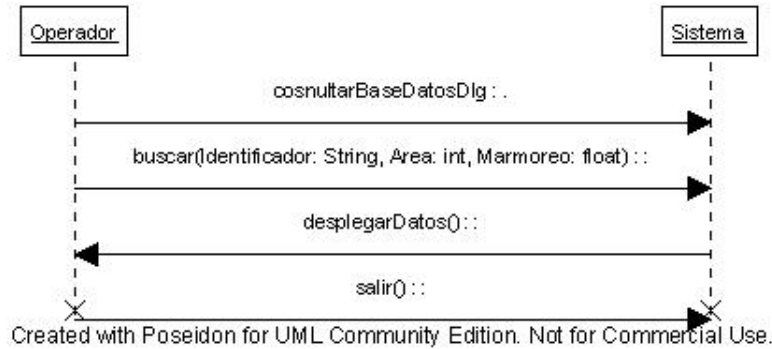 Operador
Sistema
cosnultarBaseDatosDlg : .
buscar(Identificador: String, Area: int, Marmoreo: float) : :
desplegarDatos() : :
salir() : :
Created with Poseidon for UML Community Edition. Not for Commercial Use.